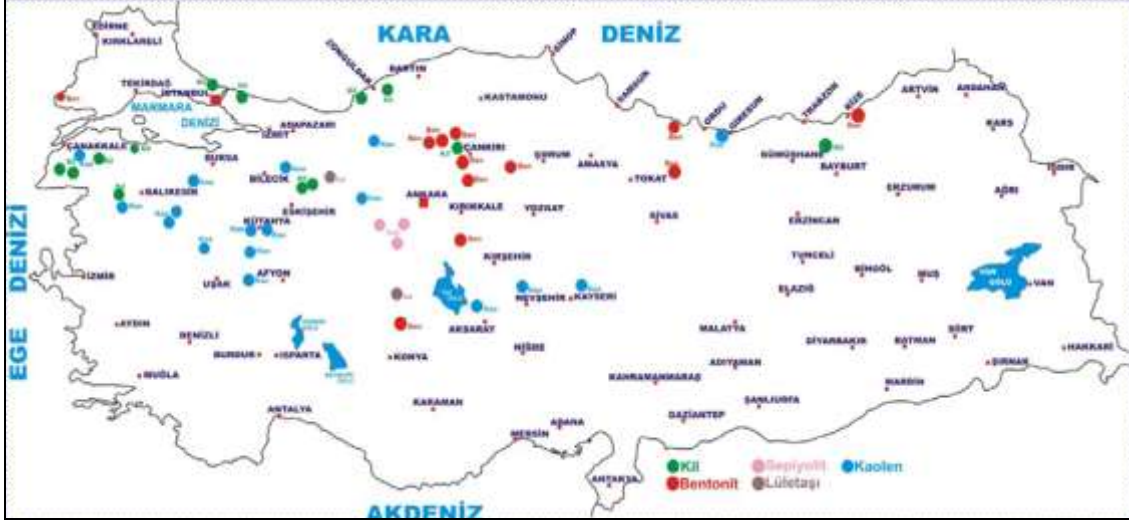 KARA DENİZ
EDİRNE
KIRKLARELİ
TEKİRDAĞ
İSTANBUL
MARMARA
DENİZİ
ZONGULDAK
BARTIN
KASTAMONU
SİNOP
SAMSUN
ORDU
GİRESUN
TRABZON
RİZE
ARTVİN
ARDAHAN
KARS
IĞDIR
AĞRI
İZMİT
ADAPAZARI
ÇANAKKALE
BURSA
BİLECİK
BALIKESİR
ESKİŞEHİR
KÜTAHYA
ANKARA
KIRIKKALE
ÇANKIRI
ÇORUM
AMASYA
TOKAT
YOZGAT
SİVAS
GÜMÜŞHANE
BAYBURT
ERZURUM
ERZİNCAN
TUNCELİ
BİNGÖL
MUŞ
VAN
GÖLÜ
VAN
ELAZIĞ
EGE DENİZİ
İZMİR
UŞAK
AFYON
KIRŞEHİR
NEVŞEHİR
KAYSERİ
AKSARAY
NİĞDE
KONYA
AYDIN
DENİZLİ
BURDUR
ISPARTA
MUĞLA
ANTALYA
KARAMAN
MERSİN
ADANA
MALATYA
ADIYAMAN
KAHRAMANMARAŞ
GAZİANTEP
ŞANLIURFA
DİYARBAKIR
BATMAN
SİİRT
ŞIRNAK
HAKKARİ
MARDİN
ANTAKYA
Kil Sepiyolit Kaolen
Bentonit Lületaşı
AKDENİZ